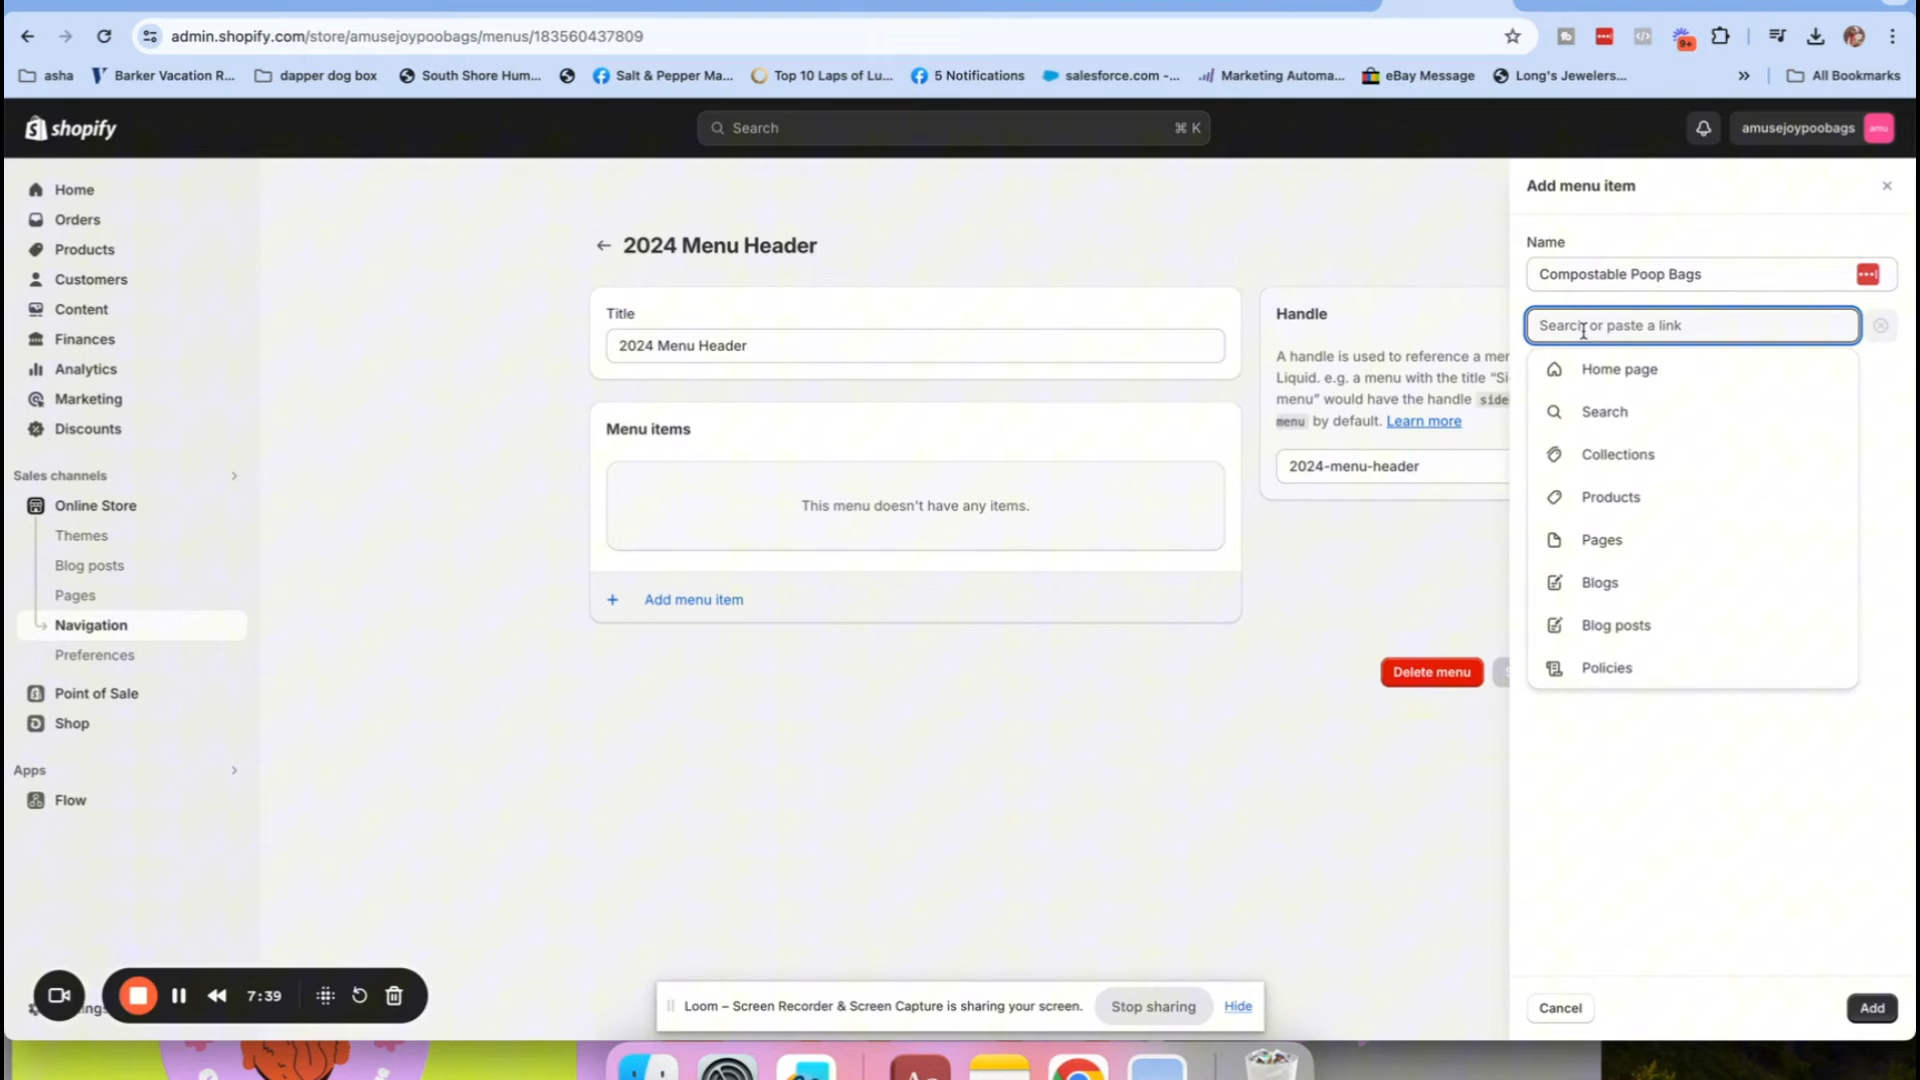 admin.shopify.com/store/amusejoypoobags/menus/183560437809
9+
asha
Barker Vacation R...
dapper dog box
South Shore Hum...
Salt & Pepper Ma...
Top 10 Laps of Lu...
5 Notifications
salesforce.com -...
Marketing Automa...
eBay Message
Long's Jewelers...
»
All Bookmarks
shopify
Search
⌘ K
amusejoypoobags
amu
Home
Orders
Products
Customers
Content
Finances
Analytics
Marketing
Discounts
Sales channels
Online Store
Themes
Blog posts
Pages
Navigation
Preferences
Point of Sale
Shop
Apps
Flow
2024 Menu Header
Title
2024 Menu Header
Menu items
This menu doesn't have any items.
+ Add menu item
Handle
A handle is used to reference a mer
Liquid. e.g. a menu with the title "Si
menu" would have the handle side
menu by default. Learn more
2024-menu-header
Delete menu
Add menu item
Name
Compostable Poop Bags
Search or paste a link
Home page
Search
Collections
Products
Pages
Blogs
Blog posts
Policies
Cancel
Add
7:39
ngs
Loom – Screen Recorder & Screen Capture is sharing your screen.
Stop sharing
Hide